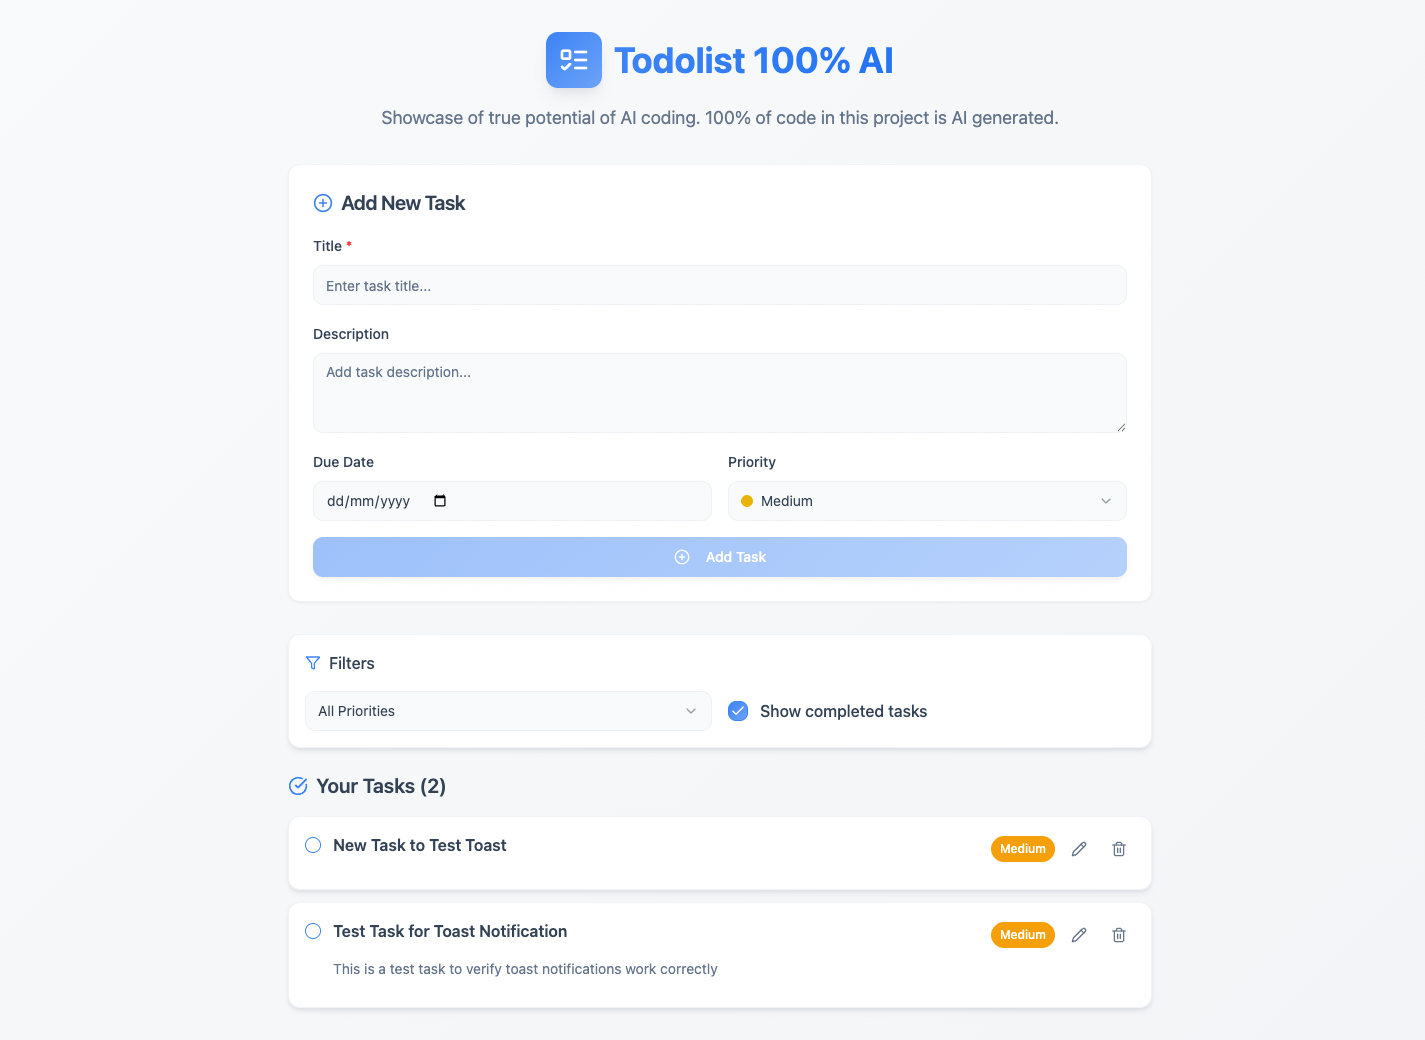 Todolist 100% AI
Showcase of true potential of AI coding. 100% of code in this project is AI generated.
Add New Task
Title *
Enter task title...
Description
Add task description...
Due Date
Priority
dd/mm/yyyy
Medium
Add Task
Filters
All Priorities
Show completed tasks
Your Tasks (2)
New Task to Test Toast
Medium
Test Task for Toast Notification
Medium
This is a test task to verify toast notifications work correctly